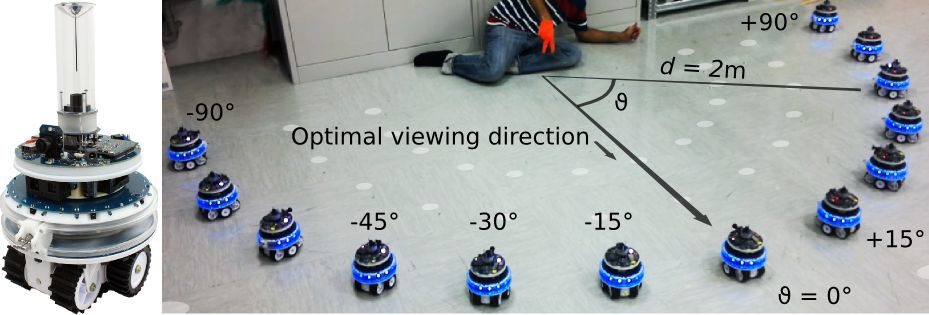 +90°
d = 2m
ϑ
-90°
Optimal viewing direction
-45°
-30°
-15°
+15°
ϑ = 0°